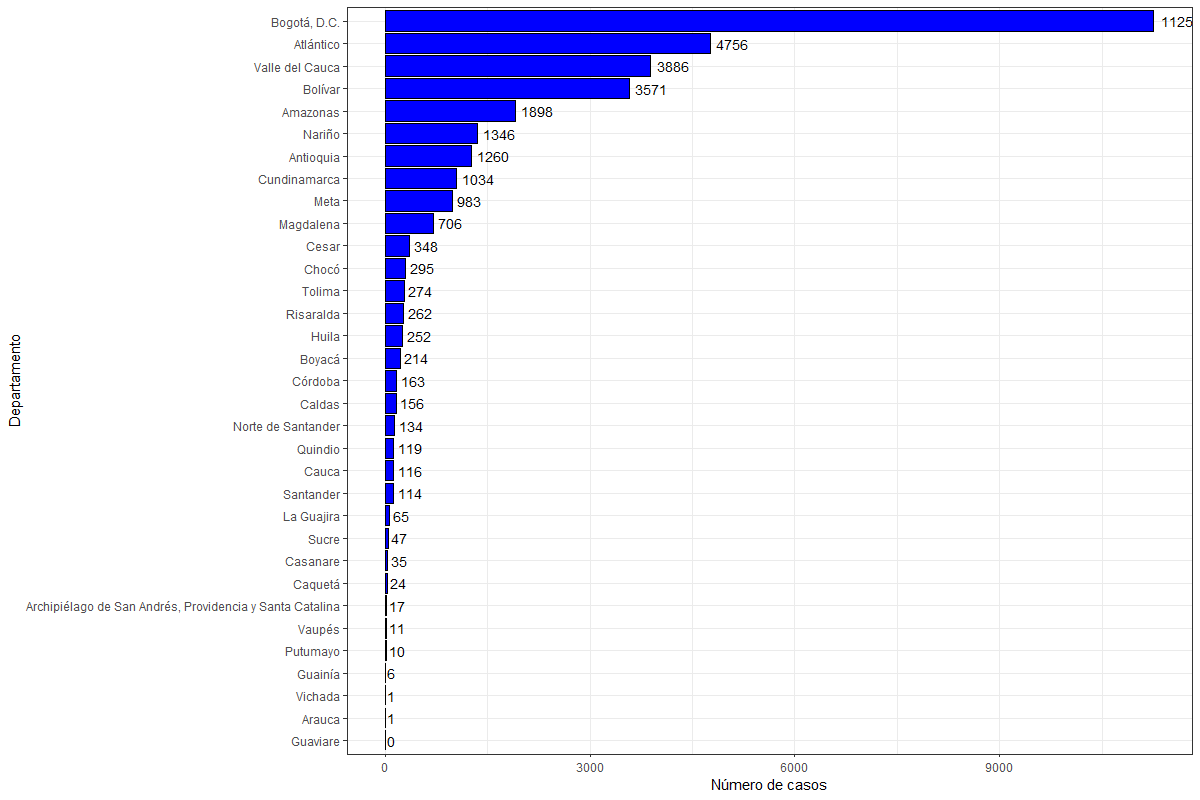 Bogotá, D.C. 1125
Atlántico 4756
Valle del Cauca 3886
Bolívar 3571
Amazonas 1898
Nariño 1346
Antioquia 1260
Cundinamarca 1034
Meta 983
Magdalena 706
Cesar 348
Chocó 295
Tolima 274
Risaralda 262
Huila 252
Boyacá 214
Córdoba 163
Caldas 156
Norte de Santander 134
Quindio 119
Cauca 116
Santander 114
La Guajira 65
Sucre 47
Casanare 35
Caquetá 24
Archipiélago de San Andrés, Providencia y Santa Catalina 17
Vaupés 11
Putumayo 10
Guainía 6
Vichada 1
Arauca 1
Guaviare 0
0 3000 6000 9000
Número de casos
Departamento